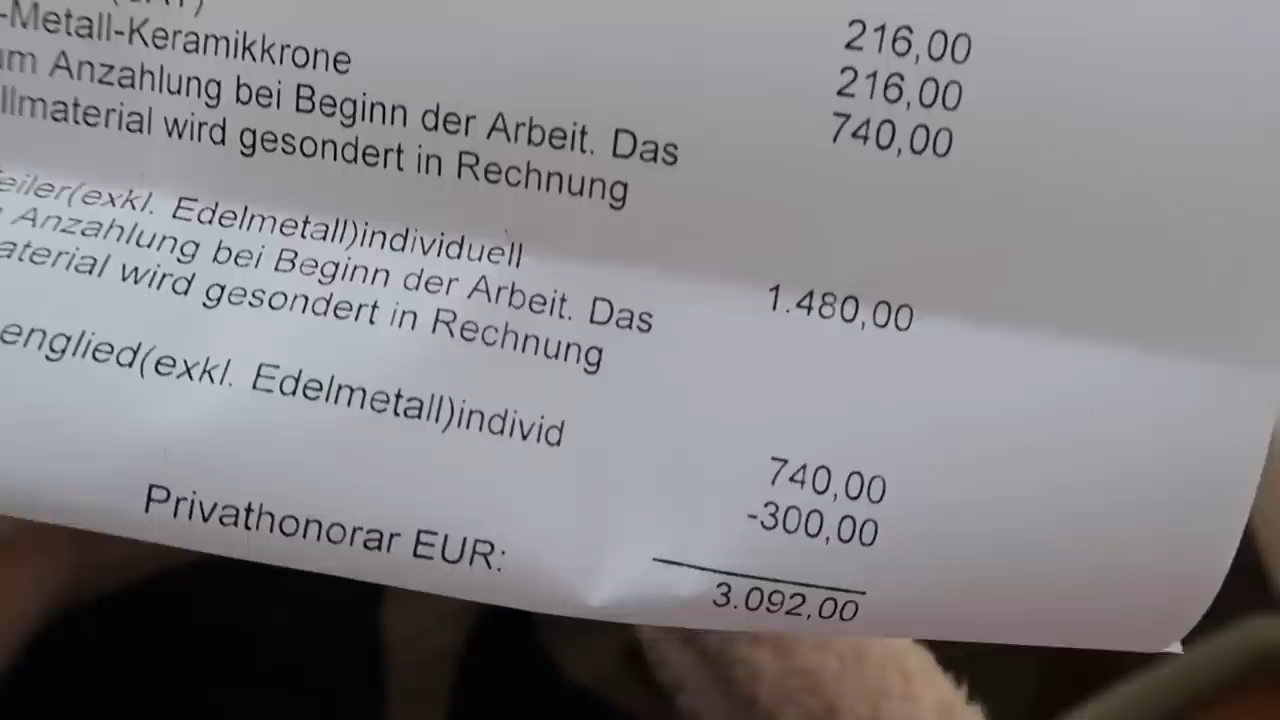 -Metall-Keramikkrone 216,00
216,00
Anzahlung bei Beginn der Arbeit. Das 740,00
llmaterial wird gesondert in Rechnung
eiler(exkl. Edelmetall)individuell
Anzahlung bei Beginn der Arbeit. Das 1.480,00
aterial wird gesondert in Rechnung
englied(exkl. Edelmetall)individ
740,00
-300,00
Privathonorar EUR: 3.092,00